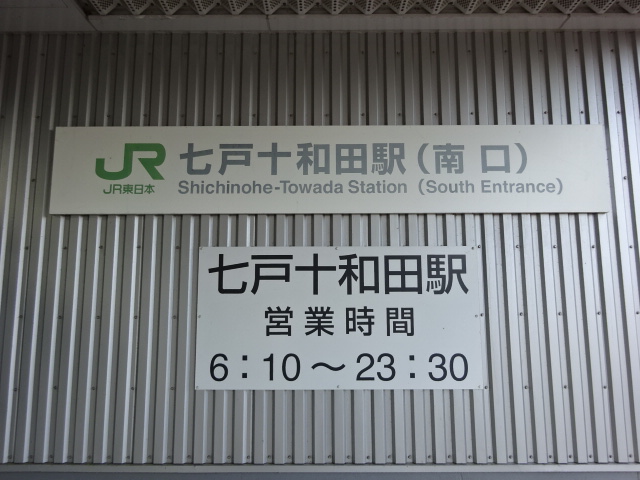 JR 七戸十和田駅（南 口）
JR東日本 Shichinohe-Towada Station (South Entrance)
七戸十和田駅
営業時間
6：10～23：30